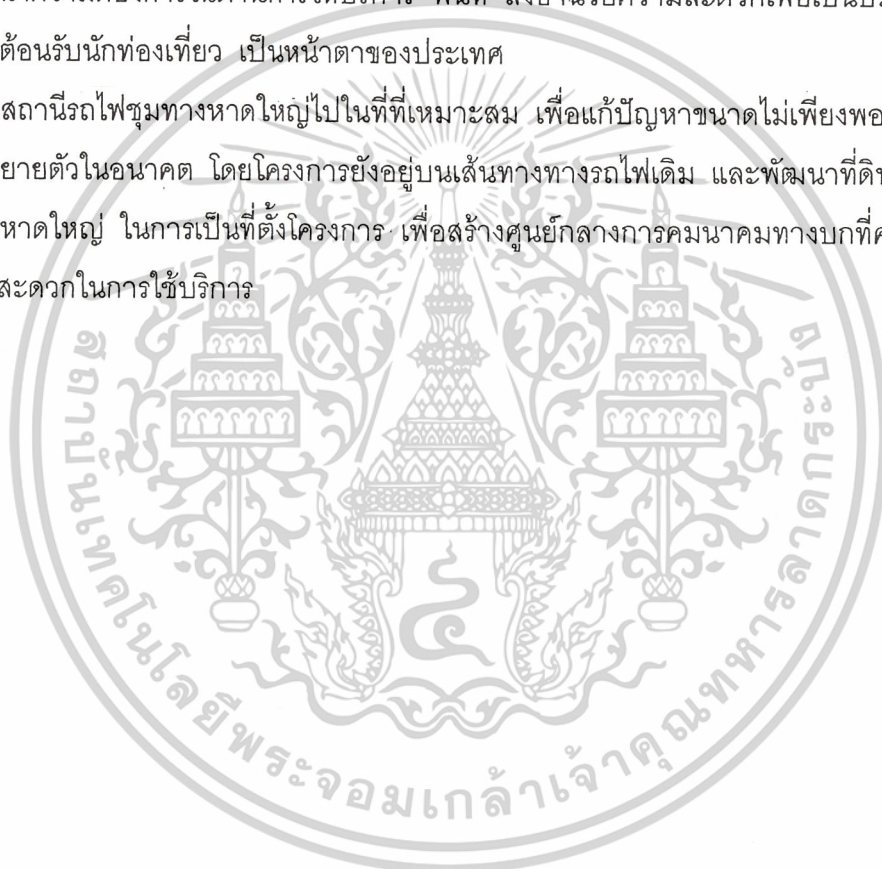 ต้อนรับนักท่องเที่ยว เป็นหน้าตาของประเทศ
สถานีรถไฟชุมทางหาดใหญ่ไปในที่ที่เหมาะสม เพื่อแก้ปัญหาขนาดไม่เพียงพอ
ยายตัวในอนาคต โดยโครงการยังอยู่บนเส้นทางทางรถไฟเดิม และพัฒนาที่ดิน
หาดใหญ่ ในการเป็นที่ตั้งโครงการ เพื่อสร้างศูนย์กลางการคมนาคมทางบกที่
สะดวกในการใช้บริการ
สถาบันเทคโนโลยีพระจอมเกล้าเจ้าคุณทหารลาดกระบัง
๔